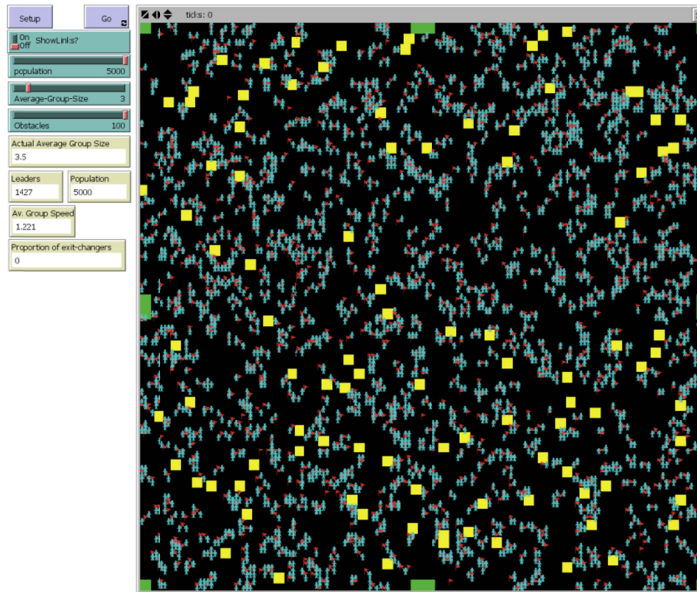 Setup
Go
On
Off
ShowLinks?
population 5000
Average-Group-Size 3
Obstacles 100
Actual Average Group Size
3.5
Leaders
1427
Population
5000
Av. Group Speed
1.221
Proportion of exit-changers
0
ticks: 0